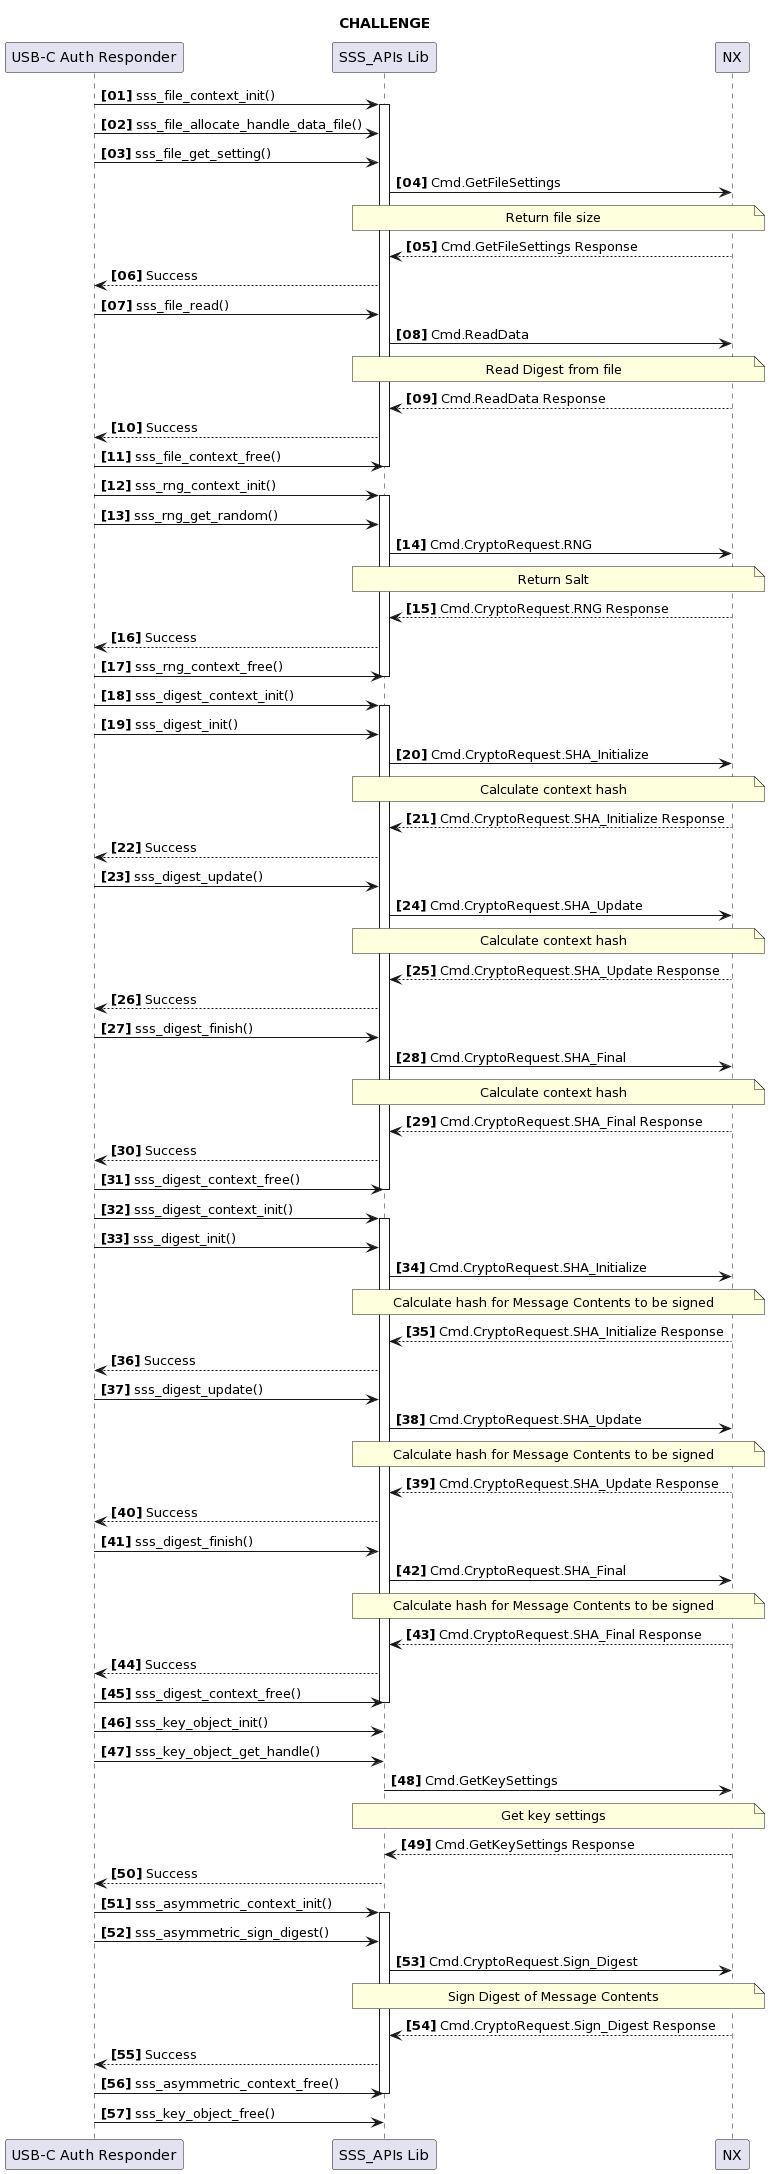 CHALLENGE
USB-C Auth Responder SSS_APIs Lib NX
[01] sss_file_context_init()
[02] sss_file_allocate_handle_data_file()
[03] sss_file_get_setting()
[04] Cmd.GetFileSettings
Return file size
[05] Cmd.GetFileSettings Response
[06] Success
[07] sss_file_read()
[08] Cmd.ReadData
Read Digest from file
[09] Cmd.ReadData Response
[10] Success
[11] sss_file_context_free()
[12] sss_rng_context_init()
[13] sss_rng_get_random()
[14] Cmd.CryptoRequest.RNG
Return Salt
[15] Cmd.CryptoRequest.RNG Response
[16] Success
[17] sss_rng_context_free()
[18] sss_digest_context_init()
[19] sss_digest_init()
[20] Cmd.CryptoRequest.SHA_Initialize
Calculate context hash
[21] Cmd.CryptoRequest.SHA_Initialize Response
[22] Success
[23] sss_digest_update()
[24] Cmd.CryptoRequest.SHA_Update
Calculate context hash
[25] Cmd.CryptoRequest.SHA_Update Response
[26] Success
[27] sss_digest_finish()
[28] Cmd.CryptoRequest.SHA_Final
Calculate context hash
[29] Cmd.CryptoRequest.SHA_Final Response
[30] Success
[31] sss_digest_context_free()
[32] sss_digest_context_init()
[33] sss_digest_init()
[34] Cmd.CryptoRequest.SHA_Initialize
Calculate hash for Message Contents to be signed
[35] Cmd.CryptoRequest.SHA_Initialize Response
[36] Success
[37] sss_digest_update()
[38] Cmd.CryptoRequest.SHA_Update
Calculate hash for Message Contents to be signed
[39] Cmd.CryptoRequest.SHA_Update Response
[40] Success
[41] sss_digest_finish()
[42] Cmd.CryptoRequest.SHA_Final
Calculate hash for Message Contents to be signed
[43] Cmd.CryptoRequest.SHA_Final Response
[44] Success
[45] sss_digest_context_free()
[46] sss_key_object_init()
[47] sss_key_object_get_handle()
[48] Cmd.GetKeySettings
Get key settings
[49] Cmd.GetKeySettings Response
[50] Success
[51] sss_asymmetric_context_init()
[52] sss_asymmetric_sign_digest()
[53] Cmd.CryptoRequest.Sign_Digest
Sign Digest of Message Contents
[54] Cmd.CryptoRequest.Sign_Digest Response
[55] Success
[56] sss_asymmetric_context_free()
[57] sss_key_object_free()
USB-C Auth Responder SSS_APIs Lib NX